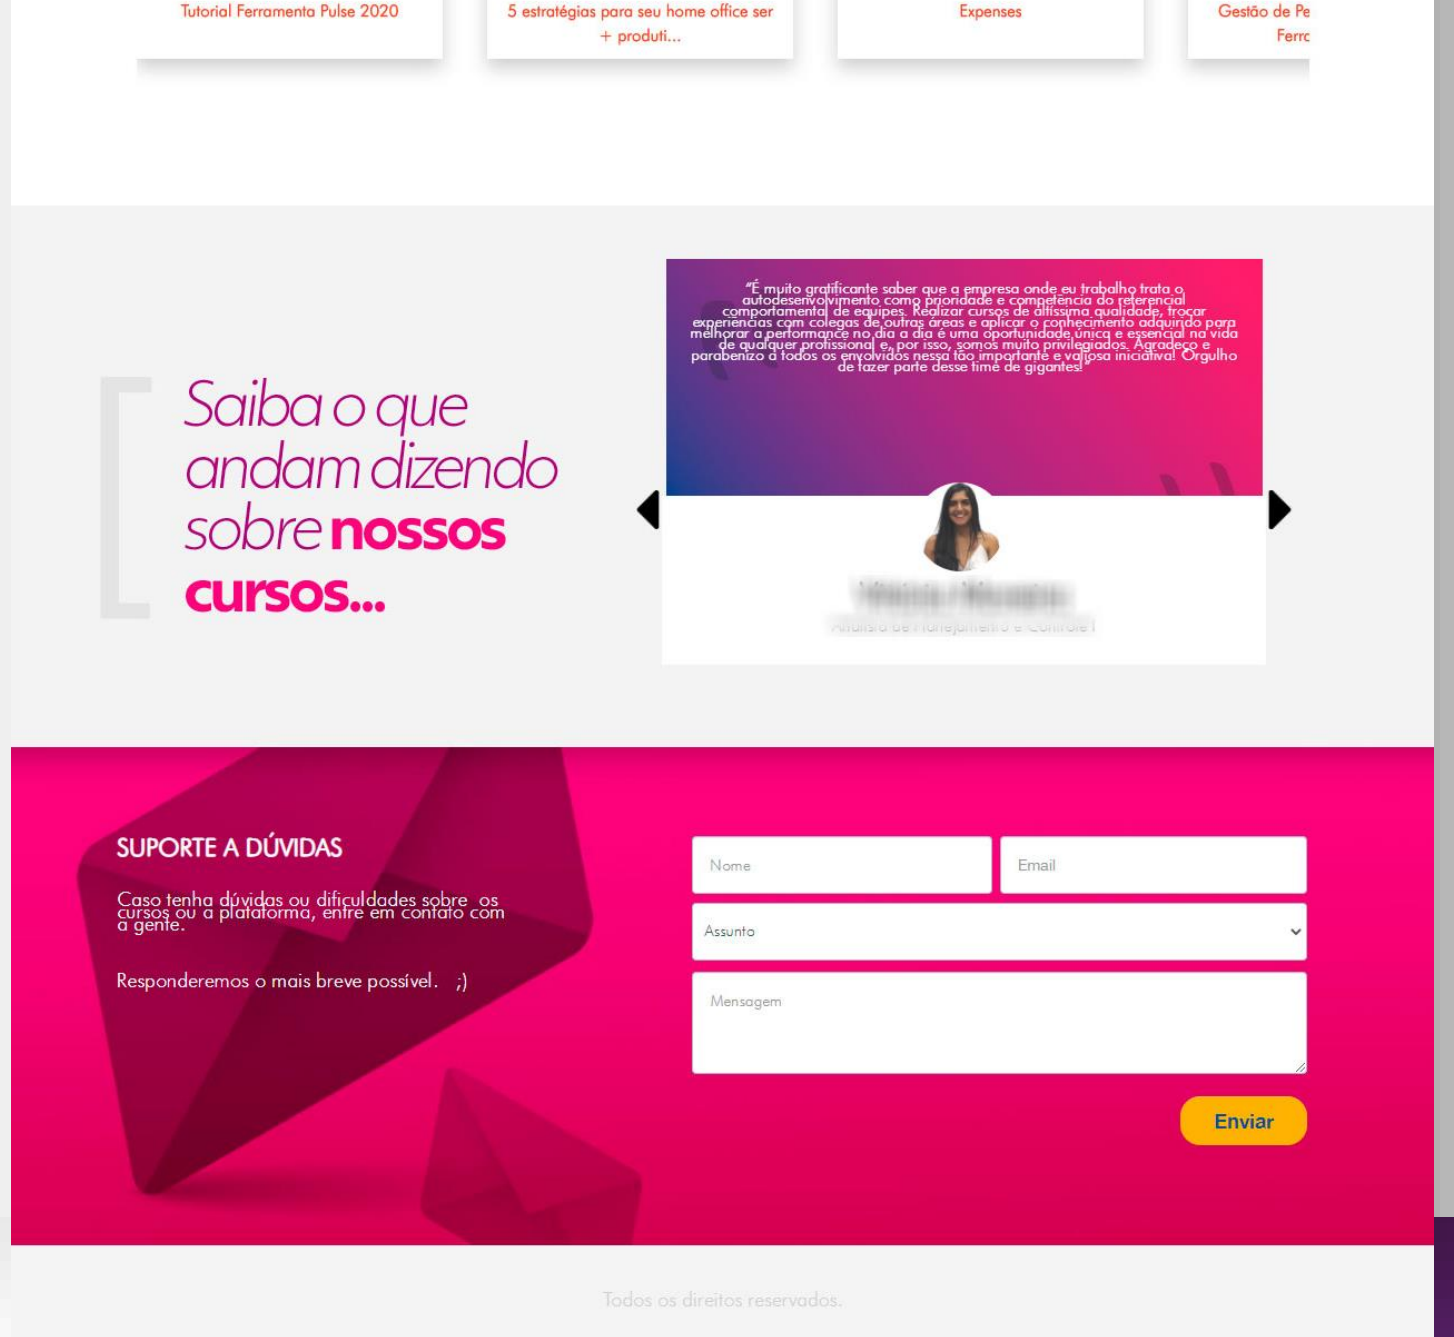 Tutorial Ferramenta Pulse 2020
5 estratégias para seu home office ser
+ produti...
Expenses
Gestão de Pe
Ferra
Saiba o que
andam dizendo
sobre nossos
cursos...
“É muito gratificante saber que a empresa onde eu trabalho trata o
autodesenvolvimento como prioridade e competência do referencial
comportamental de equipes. Realizar cursos de altíssima qualidade, trocar
experiências com colegas de outras áreas e aplicar o conhecimento adquirido para
melhorar a performance no dia a dia é uma oportunidade única e essencial na vida
de qualquer profissional e, por isso, somos muito privilegiados. Agradeço e
parabenizo a todos os envolvidos nessa tão importante e valiosa iniciativa! Orgulho
de fazer parte desse time de gigantes!”
Analista de Planejamento e Controle I
SUPORTE A DÚVIDAS
Caso tenha dúvidas ou dificuldades sobre os
cursos ou a plataforma, entre em contato com
a gente.
Responderemos o mais breve possível. ;)
Nome
Email
Assunto
Mensagem
Enviar
Todos os direitos reservados.